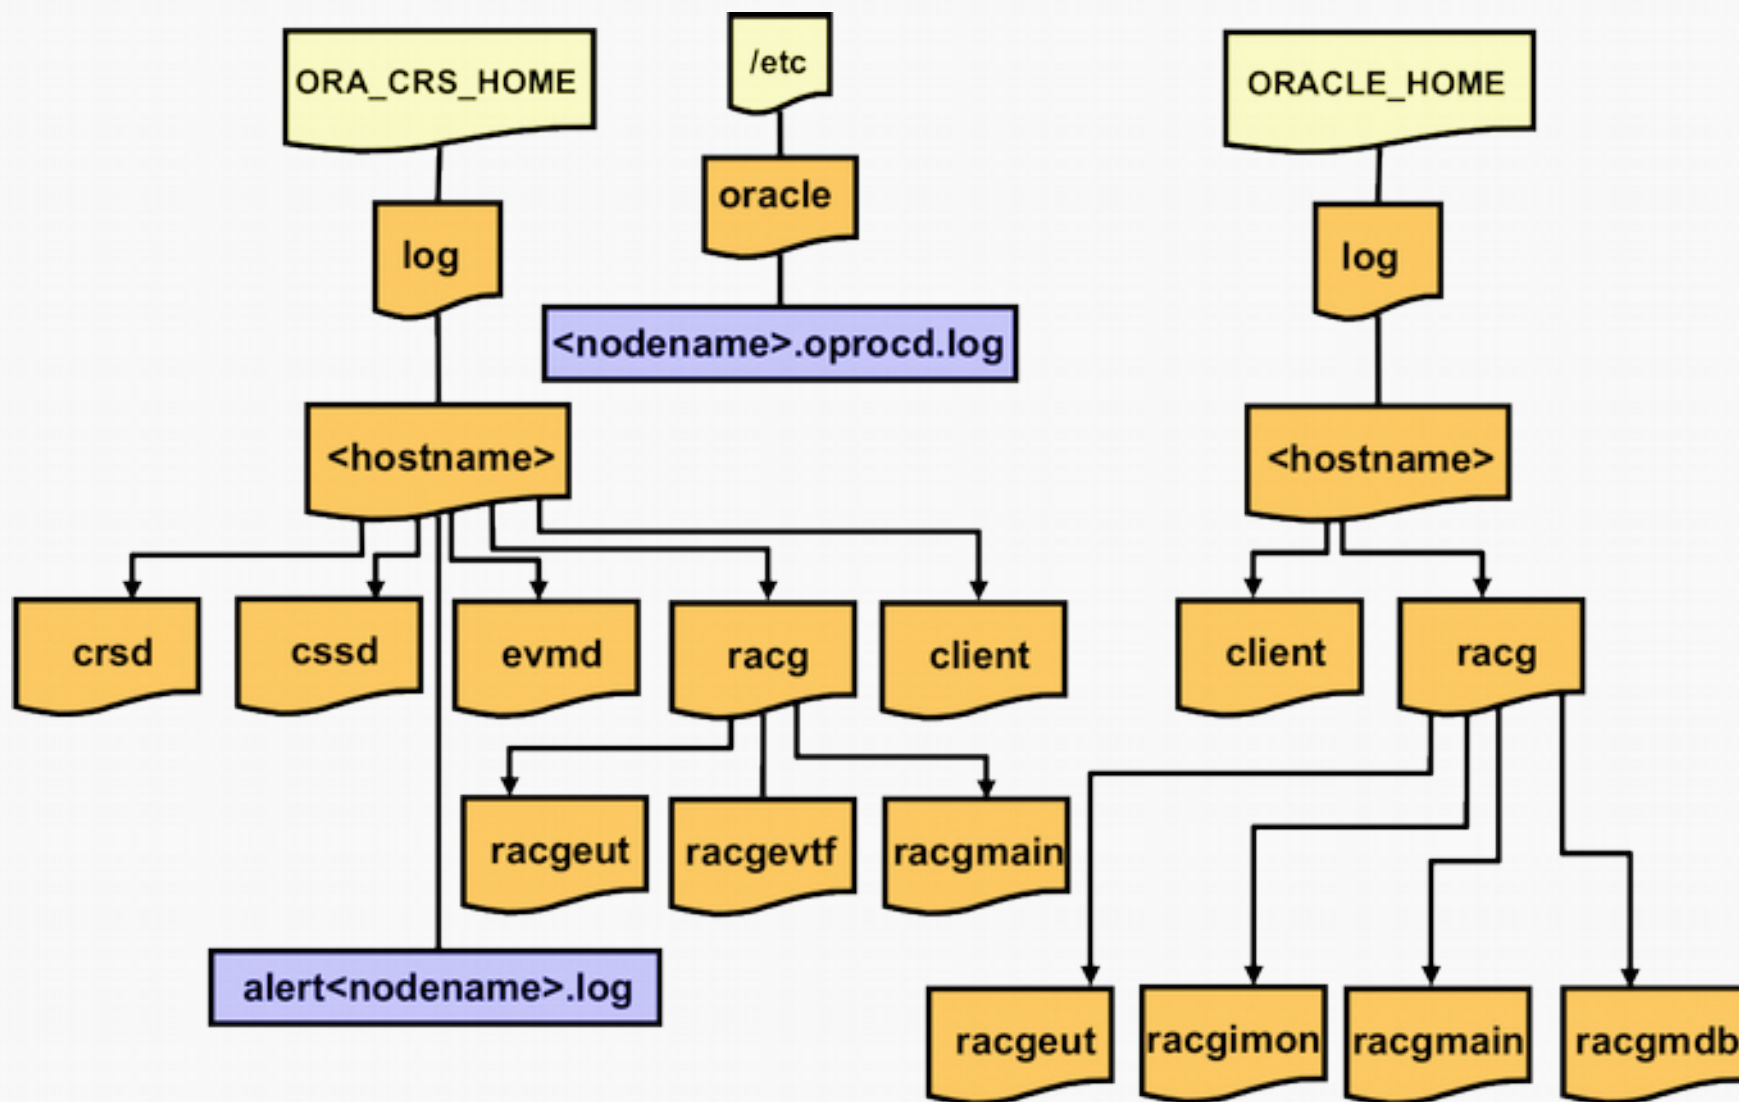 ORA_CRS_HOME
/etc
ORACLE_HOME
log
oracle
log
<nodename>.oprocd.log
<hostname>
<hostname>
crsd
cssd
evmd
racg
client
client
racg
racgeut
racgevtf
racgmain
alert<nodename>.log
racgeut
racgimon
racgmain
racgmdb